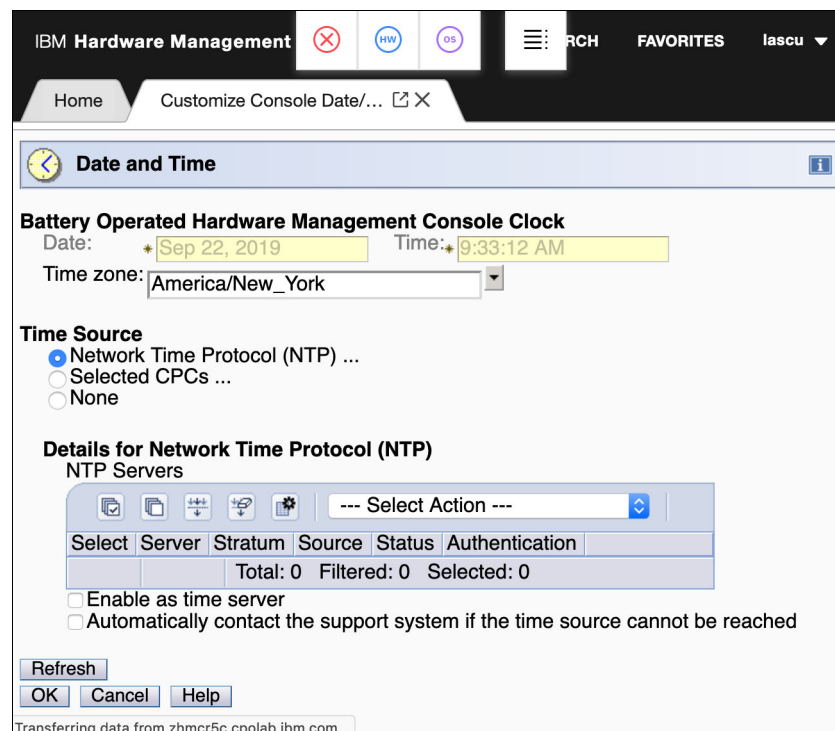 IBM Hardware Management HW OS RCH FAVORITES lascu
Home Customize Console Date/...
Date and Time i
Battery Operated Hardware Management Console Clock
Date: Sep 22, 2019 Time: 9:33:12 AM
Time zone: America/New_York
Time Source
Network Time Protocol (NTP) ...
Selected CPCs ...
None
Details for Network Time Protocol (NTP)
NTP Servers
--- Select Action ---
Select Server Stratum Source Status Authentication
Total: 0 Filtered: 0 Selected: 0
Enable as time server
Automatically contact the support system if the time source cannot be reached
Refresh
OK Cancel Help
Transferring data from zhmcr5c.cpolab.ibm.com...